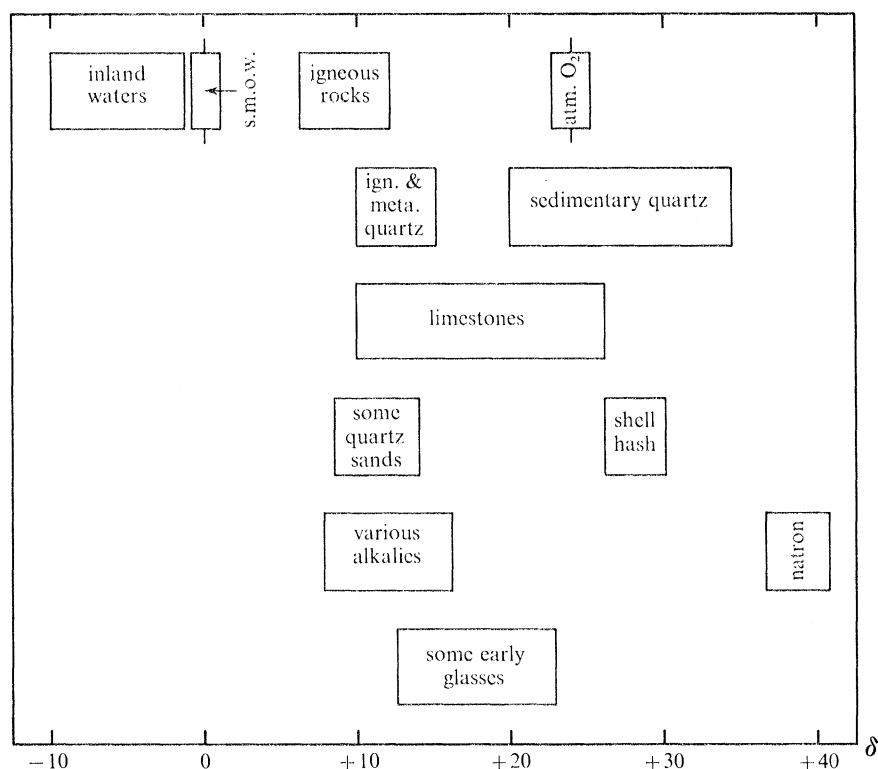 inland
waters
s.m.o.w.
igneous
rocks
atm. O₂
ign. &
meta.
quartz
sedimentary quartz
limestones
some
quartz
sands
shell
hash
various
alkalies
natron
some early
glasses
−10 0 +10 +20 +30 +40 δ